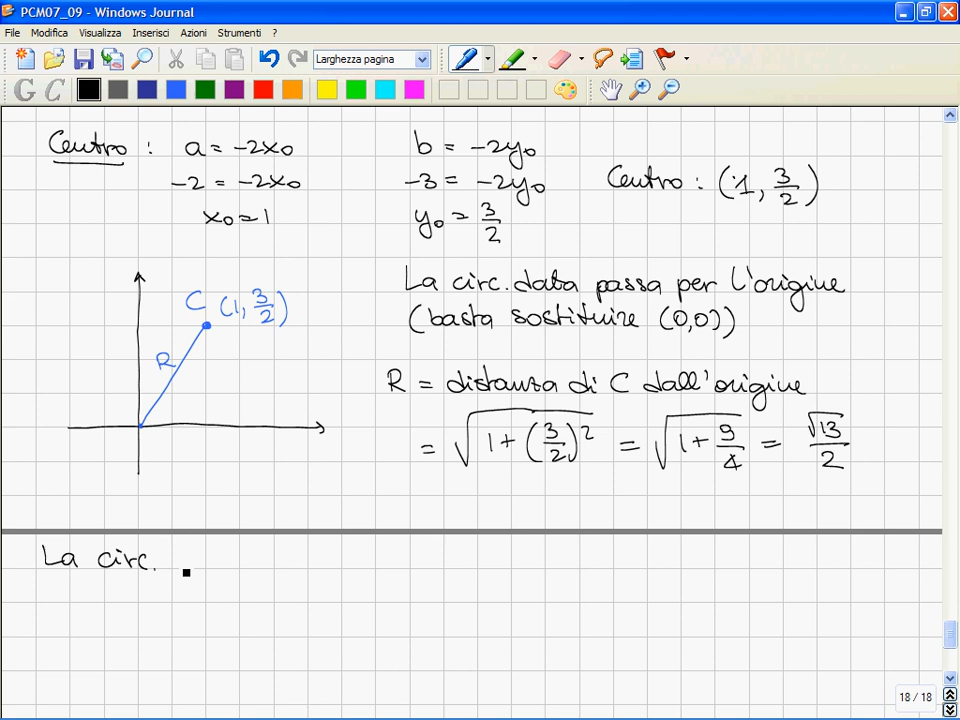 PCM07_09 - Windows Journal
File Modifica Visualizza Inserisci Azioni Strumenti ?
Larghezza pagina
G C
Centro : a = -2x₀ b = -2y₀
-2 = -2x₀ -3 = -2y₀ Centro : (1, 3/2)
x₀ = 1 y₀ = 3/2
La circ. data passa per l'origine
C (1, 3/2)
(basta sostituire (0,0))
R
R = distanza di C dall'origine
= √(1 + (3/2)²) = √(1 + 9/4) = √13/2
La circ.
18 / 18